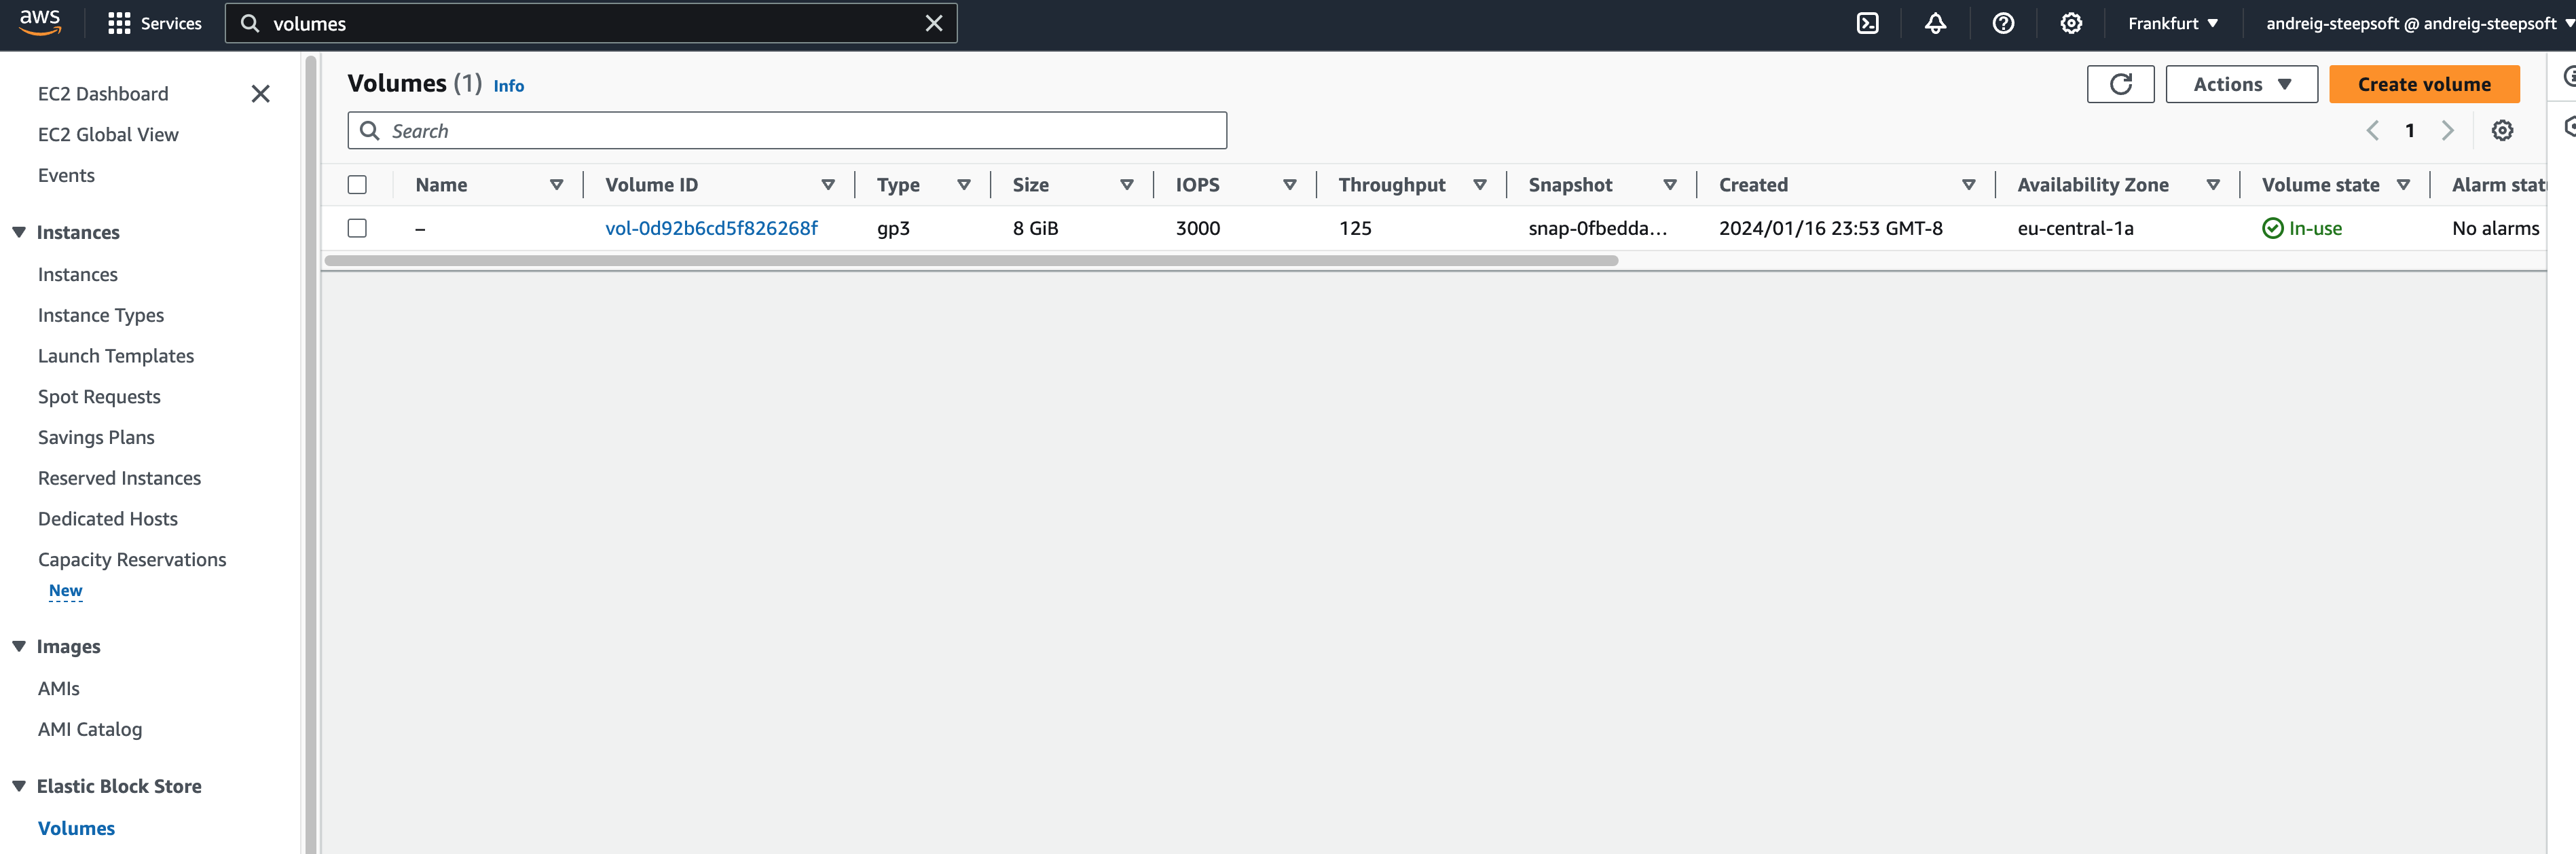 aws
Services
volumes
Frankfurt
andreig-steepsoft @ andreig-steepsoft
EC2 Dashboard
EC2 Global View
Events
Instances
Instances
Instance Types
Launch Templates
Spot Requests
Savings Plans
Reserved Instances
Dedicated Hosts
Capacity Reservations
New
Images
AMIs
AMI Catalog
Elastic Block Store
Volumes
Volumes (1) Info
Actions
Create volume
Search
1
Name Volume ID Type Size IOPS Throughput Snapshot Created Availability Zone Volume state Alarm stat
– vol-0d92b6cd5f826268f gp3 8 GiB 3000 125 snap-0fbedda... 2024/01/16 23:53 GMT-8 eu-central-1a In-use No alarms